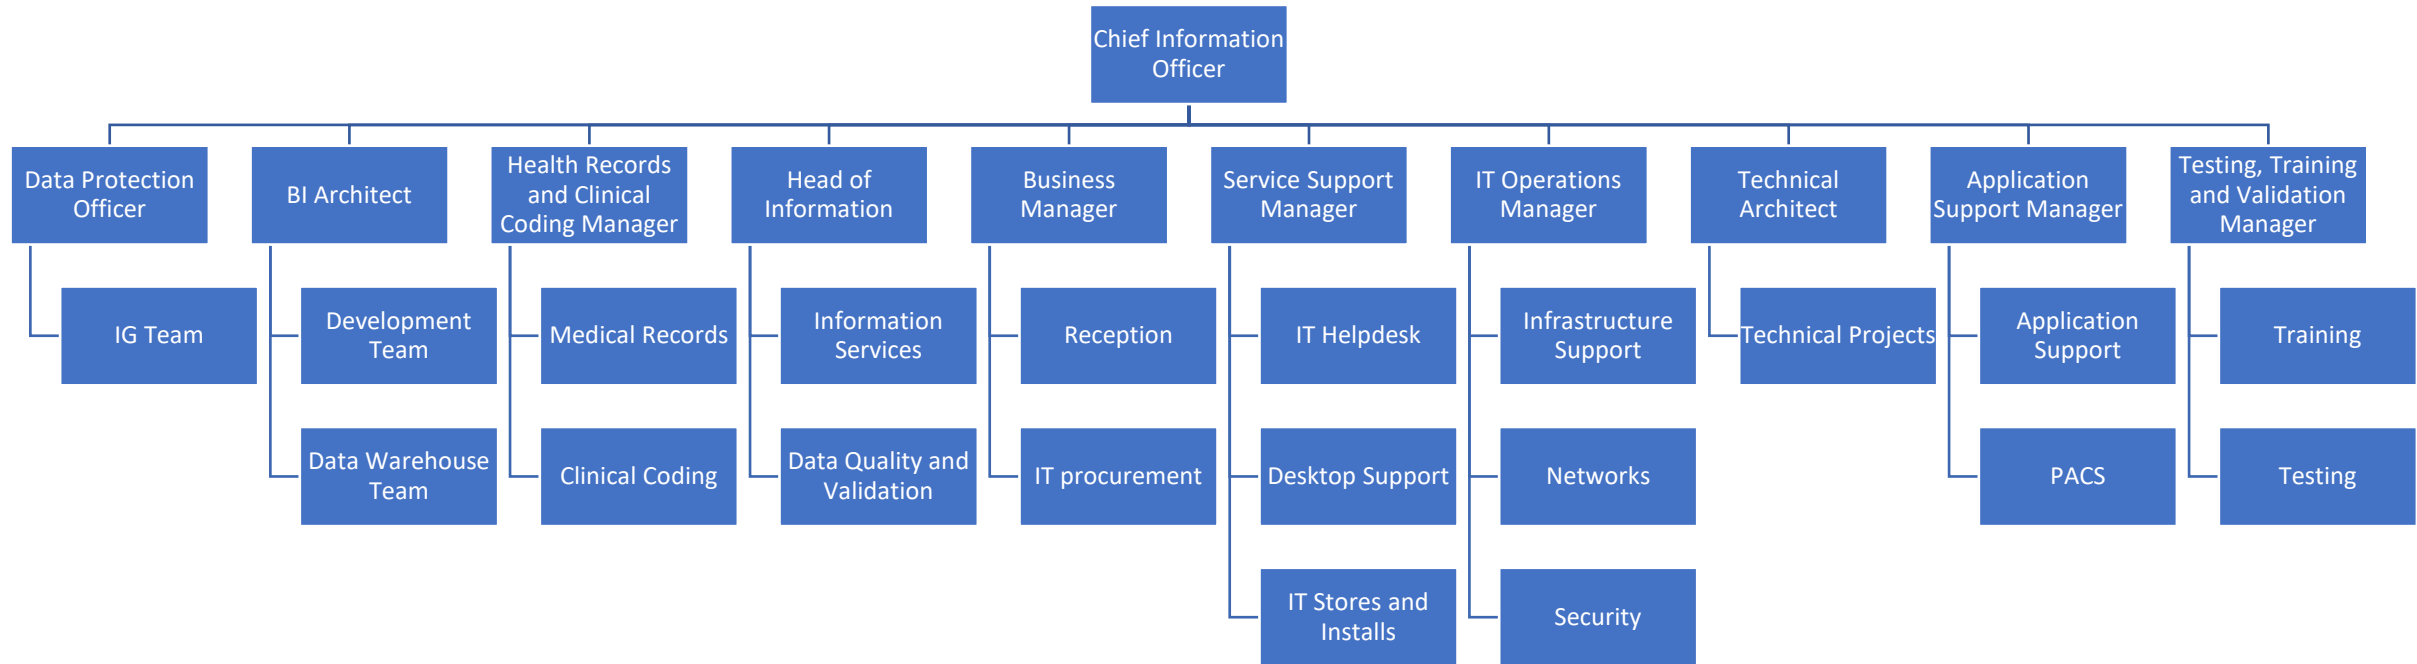 Chief Information
Officer
Data Protection
Officer
BI Architect
Health Records
and Clinical
Coding Manager
Head of
Information
Business
Manager
Service Support
Manager
IT Operations
Manager
Technical
Architect
Application
Support Manager
Testing, Training
and Validation
Manager
IG Team
Development
Team
Medical Records
Information
Services
Reception
IT Helpdesk
Infrastructure
Support
Technical Projects
Application
Support
Training
Data Warehouse
Team
Clinical Coding
Data Quality and
Validation
IT procurement
Desktop Support
Networks
PACS
Testing
IT Stores and
Installs
Security